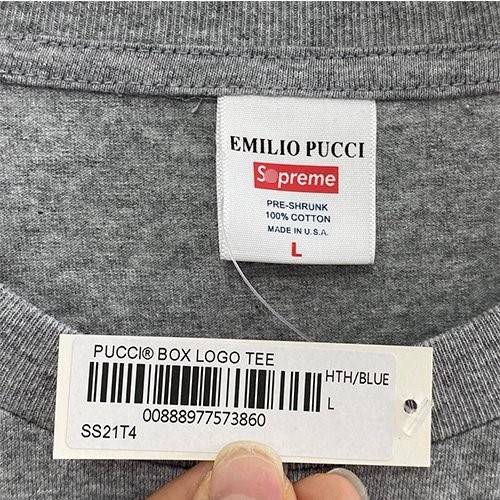 EMILIO PUCCI
Supreme
PRE-SHRUNK
100% COTTON
MADE IN U.S.A.
L
PUCCI® BOX LOGO TEE
HTH/BLUE
L
00888977573860
SS21T4